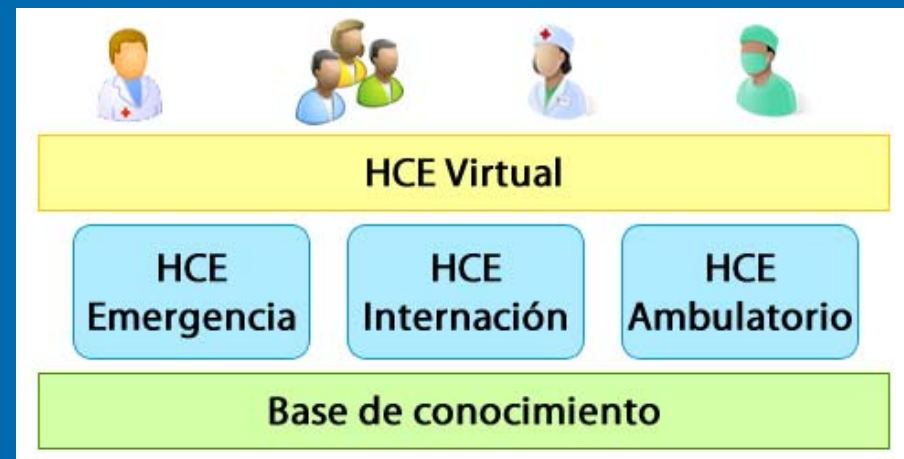 HCE Virtual
HCE
Emergencia
HCE
Internación
HCE
Ambulatorio
Base de conocimiento